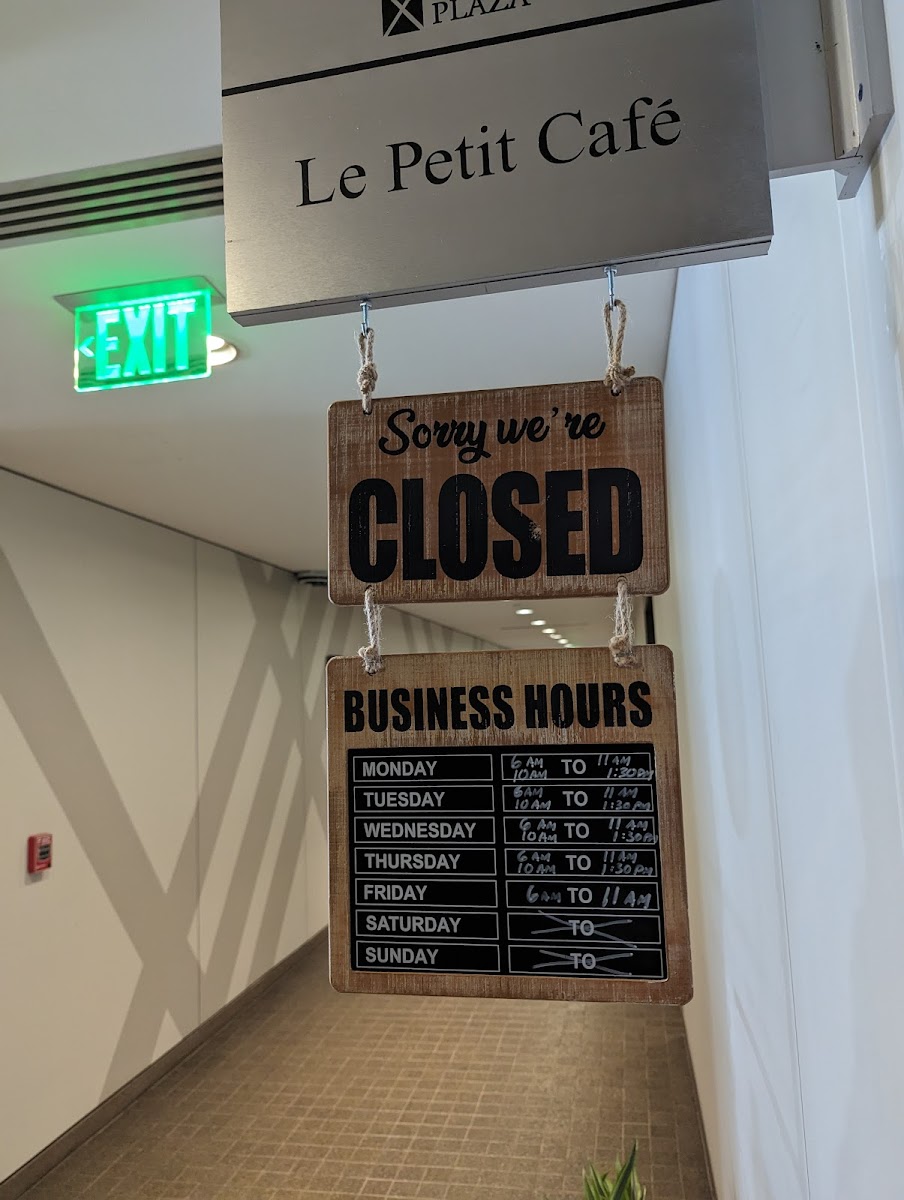 PLAZA
Le Petit Café
EXIT
Sorry we're
CLOSED
BUSINESS HOURS
MONDAY 6 AM 10 AM TO 11 AM 1:30 PM
TUESDAY 6 AM 10 AM TO 11 AM 1:30 PM
WEDNESDAY 6 AM 10 AM TO 11 AM 1:30 PM
THURSDAY 6 AM 10 AM TO 11 AM 1:30 PM
FRIDAY 6 AM TO 11 AM
SATURDAY TO
SUNDAY TO